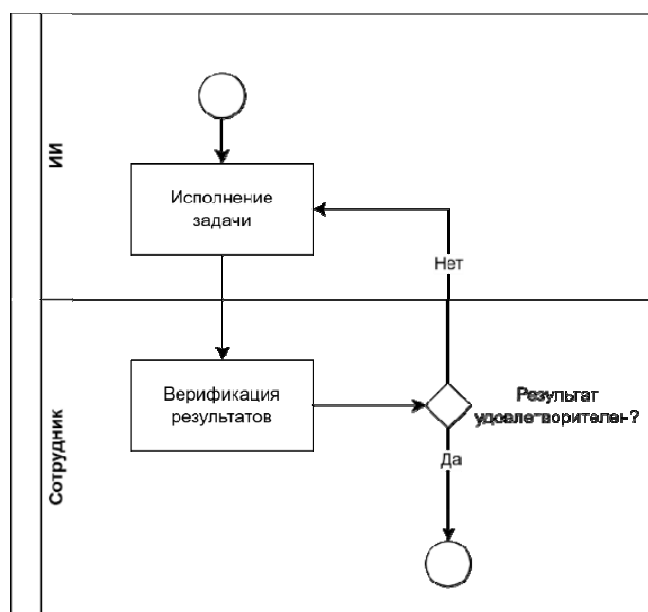 ИИ
Исполнение
задачи
Нет
Сотрудник
Верификация
результатов
Результат
удовлетворителен?
Да